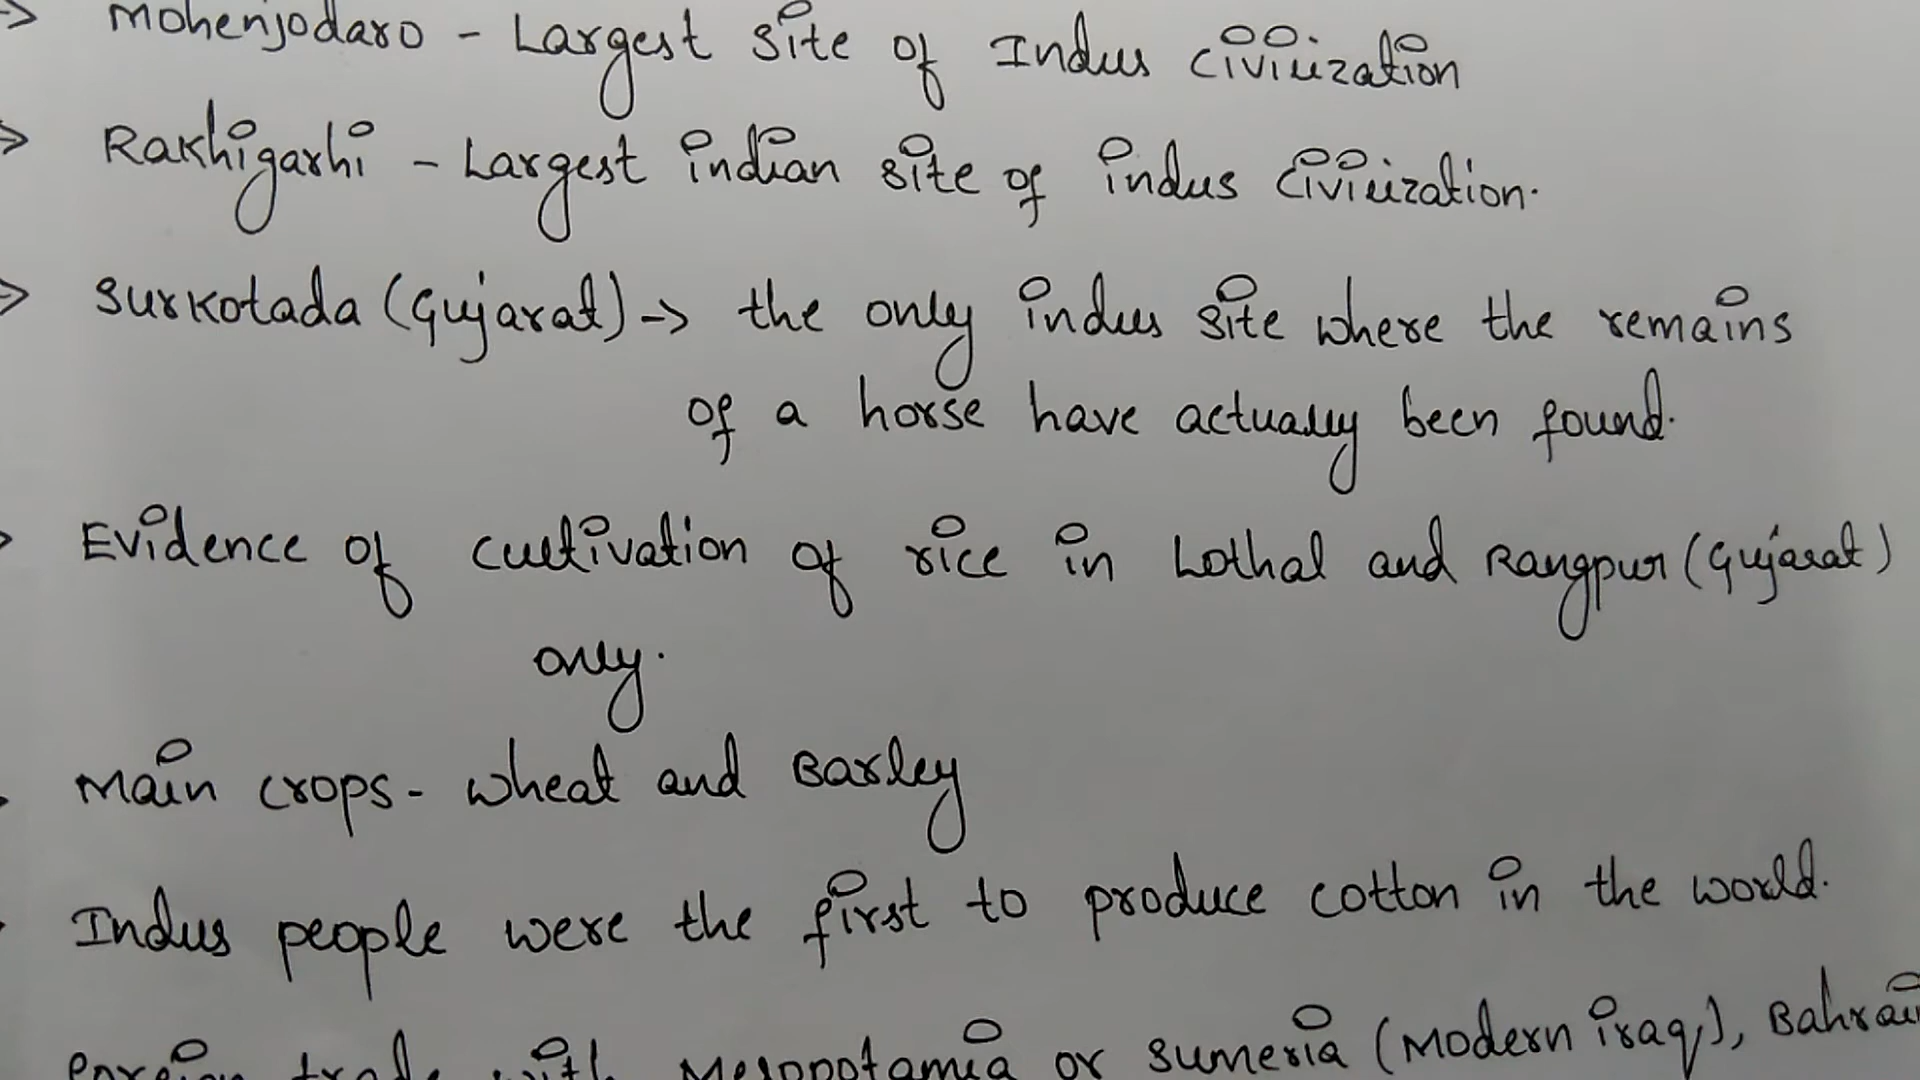 → Mohenjodaro - Largest site of Indus civilization
→ Rakhigarhi - Largest indian site of indus civilization.
→ Surkotada (Gujarat) → the only indus site where the remains
of a horse have actually been found.
→ Evidence of cultivation of rice in Lothal and Rangpur (Gujarat)
only.
Main crops - wheat and Barley
Indus people were the first to produce cotton in the world.
Foreign trade with Mesopotamia or Sumeria (Modern iraq), Bahrain